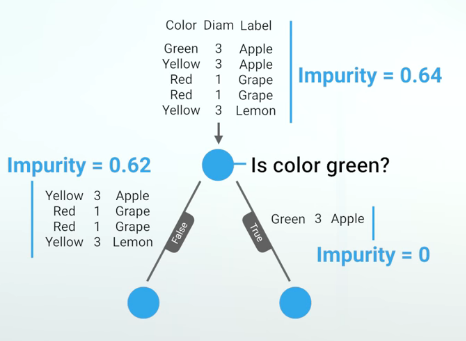 Color Diam Label
Green 3 Apple
Yellow 3 Apple
Red 1 Grape
Red 1 Grape
Yellow 3 Lemon
Impurity = 0.64
Is color green?
Impurity = 0.62
Yellow 3 Apple
Red 1 Grape
Red 1 Grape
Yellow 3 Lemon
False
True
Green 3 Apple
Impurity = 0